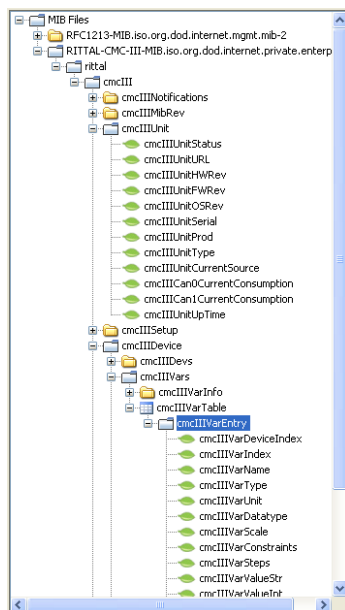 MIB Files
RFC1213-MIB.iso.org.dod.internet.mgmt.mib-2
RITTAL-CMC-III-MIB.iso.org.dod.internet.private.enterp
rittal
cmcIII
cmcIIINotifications
cmcIIIMibRev
cmcIIIUnit
cmcIIIUnitStatus
cmcIIIUnitURL
cmcIIIUnitHWRev
cmcIIIUnitFWRev
cmcIIIUnitOSRev
cmcIIIUnitSerial
cmcIIIUnitProd
cmcIIIUnitType
cmcIIIUnitCurrentSource
cmcIIICan0CurrentConsumption
cmcIIICan1CurrentConsumption
cmcIIIUnitUpTime
cmcIIISetup
cmcIIIDevice
cmcIIIDevs
cmcIIIVars
cmcIIIVarInfo
cmcIIIVarTable
cmcIIIVarEntry
cmcIIIVarDeviceIndex
cmcIIIVarIndex
cmcIIIVarName
cmcIIIVarType
cmcIIIVarUnit
cmcIIIVarDatatype
cmcIIIVarScale
cmcIIIVarConstraints
cmcIIIVarSteps
cmcIIIVarValueStr
cmcIIIVarValueInt